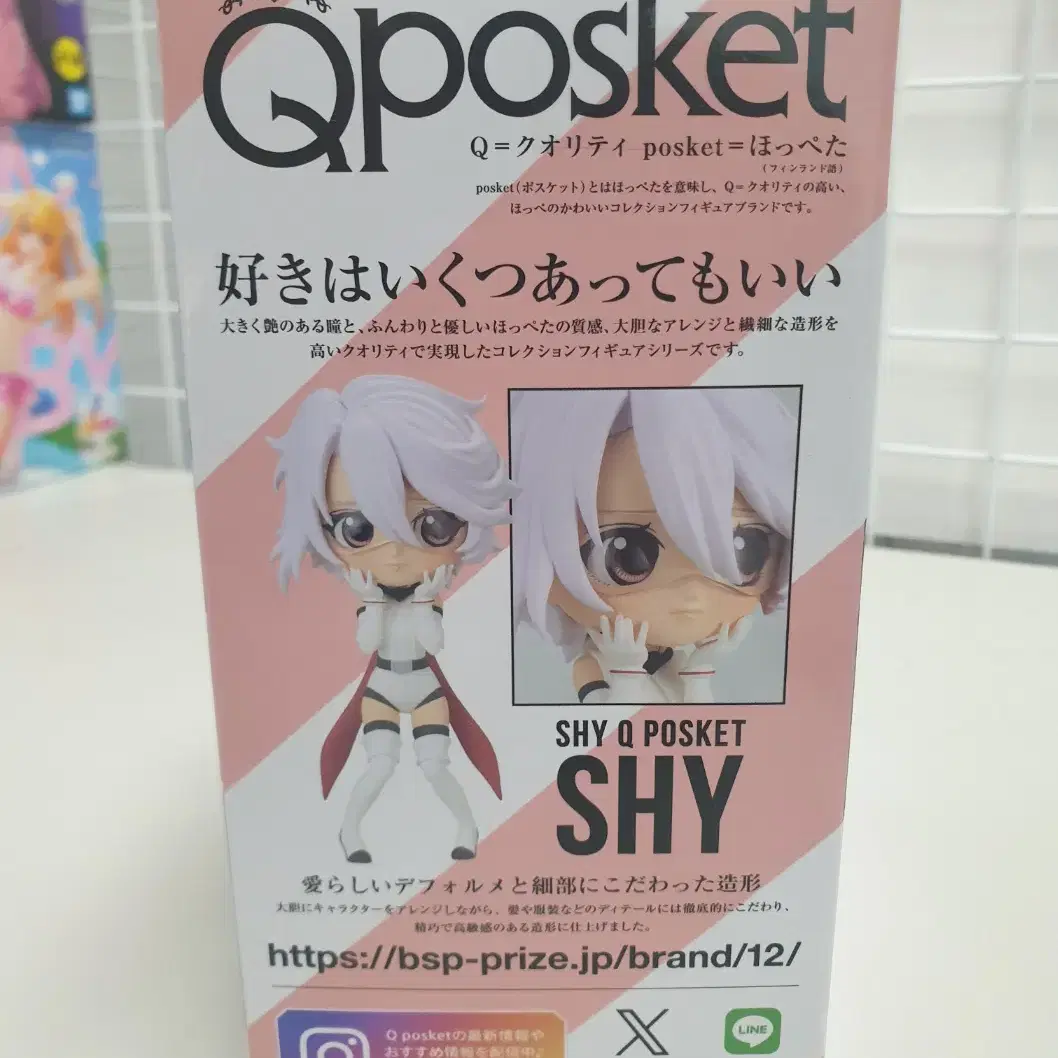 Qposket
Q=クオリティ posket=ほっぺた
(フィンランド語)
posket(ポスケット)とはほっぺたを意味し、Q=クオリティの高い、
ほっぺのかわいいコレクションフィギュアブランドです。
好きはいくつあってもいい
大きく艶のある瞳と、ふんわりと優しいほっぺたの質感、大胆なアレンジと繊細な造形を
高いクオリティで実現したコレクションフィギュアシリーズです。
SHY Q POSKET
SHY
愛らしいデフォルメと細部にこだわった造形
大胆にキャラクターをアレンジしながら、髪や服装などのディテールには徹底的にこだわり、
精巧で高敏感のある造形に仕上げました。
https://bsp-prize.jp/brand/12/
Q posketの最新情報や
おすすめ情報を配信中♪
X
LINE